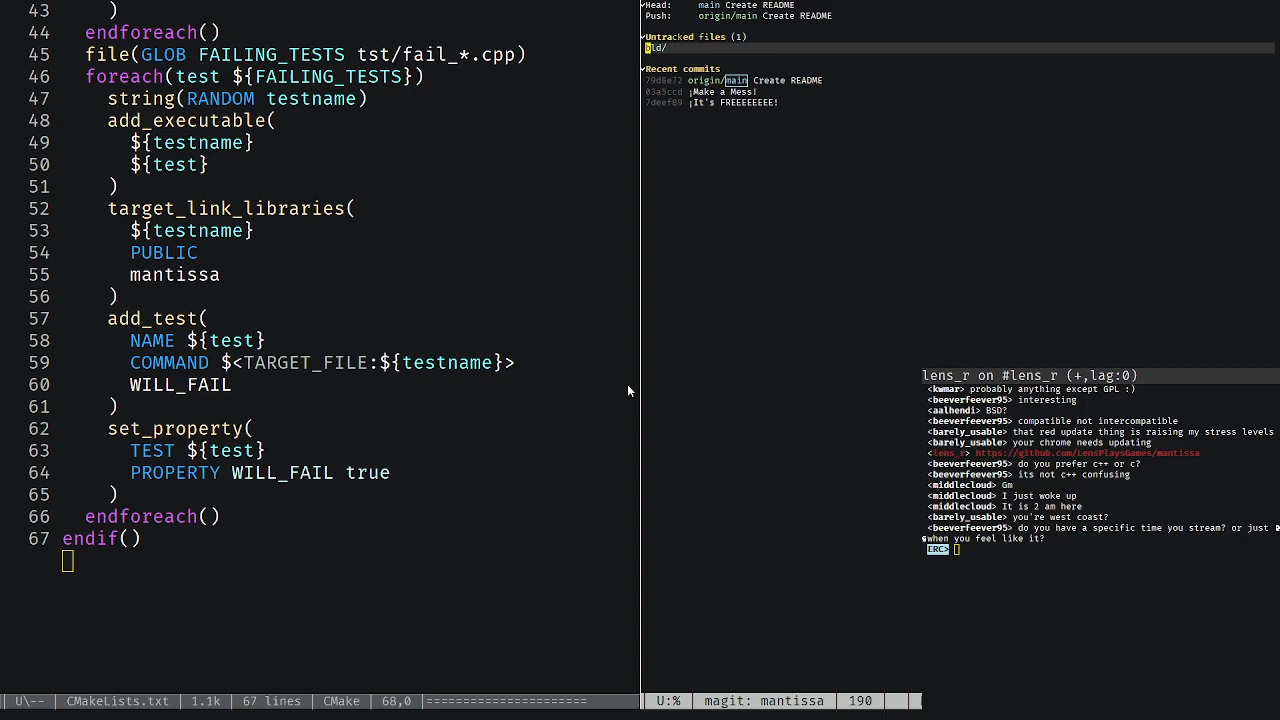 43 )
44 endforeach()
45 file(GLOB FAILING_TESTS tst/fail_*.cpp)
46 foreach(test ${FAILING_TESTS})
47 string(RANDOM testname)
48 add_executable(
49 ${testname}
50 ${test}
51 )
52 target_link_libraries(
53 ${testname}
54 PUBLIC
55 mantissa
56 )
57 add_test(
58 NAME ${test}
59 COMMAND $<TARGET_FILE:${testname}>
60 WILL_FAIL
61 )
62 set_property(
63 TEST ${test}
64 PROPERTY WILL_FAIL true
65 )
66 endforeach()
67 endif()
U\-- CMakeLists.txt 1.1k 67 lines CMake 68,0 ======================
Head: main Create README
Push: origin/main Create README
Untracked files (1)
bld/
Recent commits
79d8e72 origin/main Create README
03a5ccd ¡Make a Mess!
7deef89 ¡It's FREEEEEEEE!
lens_r on #lens_r (+,lag:0)
<kwmar> probably anything except GPL :)
<beeverfeever95> interesting
<aalhendi> BSD?
<beeverfeever95> compatible not intercompatible
<barely_usable> that red update thing is raising my stress levels
<barely_usable> your chrome needs updating
<lens_r> https://github.com/LensPlaysGames/mantissa
<beeverfeever95> do you prefer c++ or c?
<beeverfeever95> its not c++ confusing
<middlecloud> Gm
<middlecloud> I just woke up
<middlecloud> It is 2 am here
<barely_usable> you're west coast?
<beeverfeever95> do you have a specific time you stream? or just
when you feel like it?
ERC>
U:% magit: mantissa 190